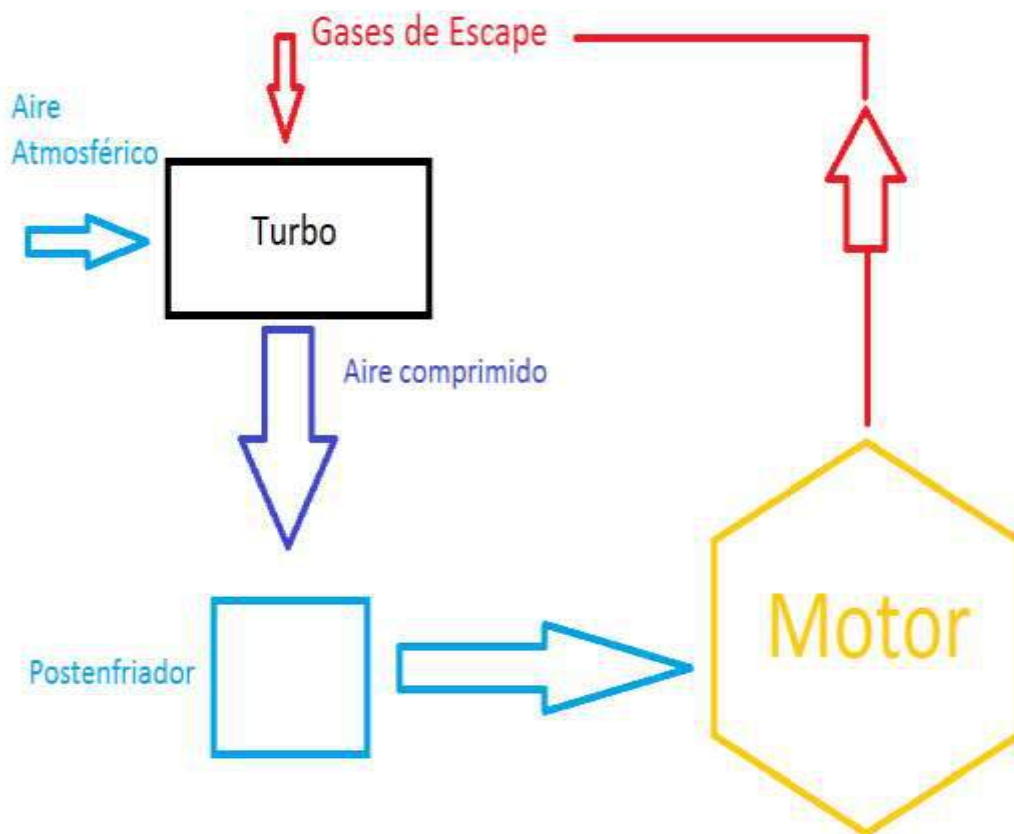 Gases de Escape
Aire
Atmosférico
Turbo
Aire comprimido
Postenfriador
Motor